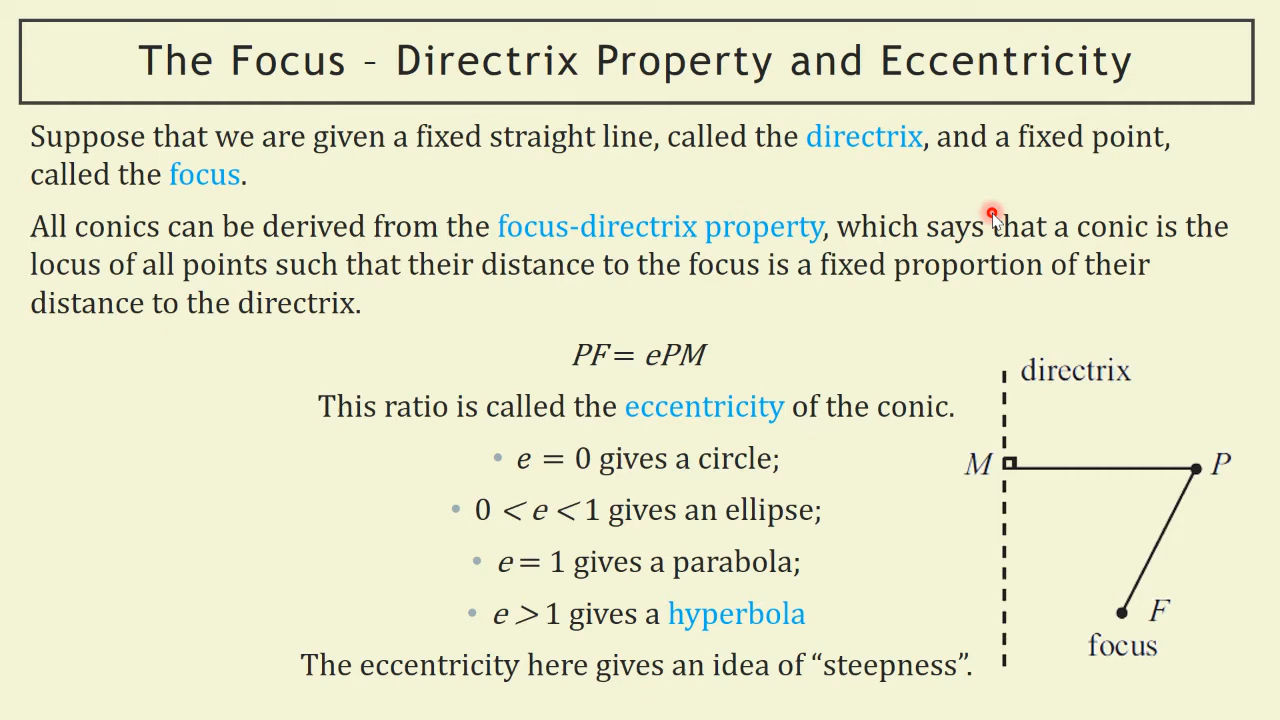 The Focus - Directrix Property and Eccentricity
Suppose that we are given a fixed straight line, called the directrix, and a fixed point,
called the focus.
All conics can be derived from the focus-directrix property, which says that a conic is the
locus of all points such that their distance to the focus is a fixed proportion of their
distance to the directrix.
PF = ePM
This ratio is called the eccentricity of the conic.
• e = 0 gives a circle;
• 0 < e < 1 gives an ellipse;
• e = 1 gives a parabola;
• e > 1 gives a hyperbola
The eccentricity here gives an idea of “steepness”.
directrix
M
P
F
focus